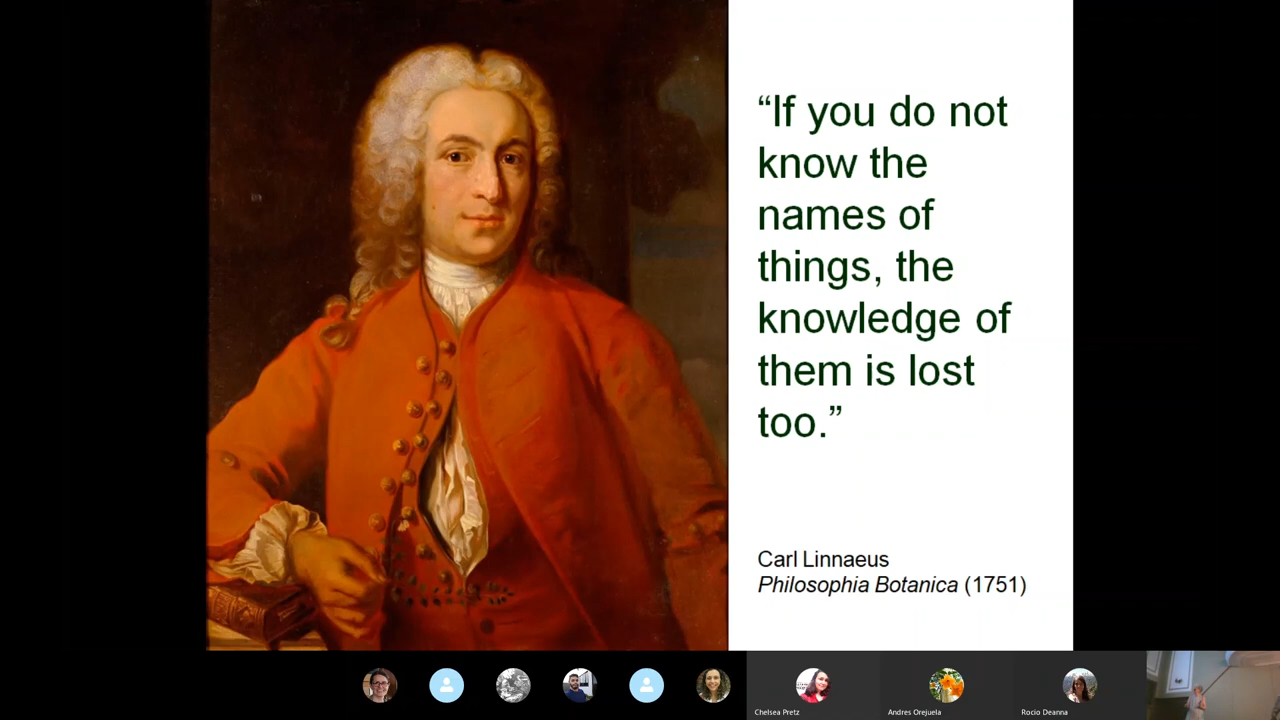 “If you do not
know the
names of
things, the
knowledge of
them is lost
too.”
Carl Linnaeus
Philosophia Botanica (1751)
Chelsea Pretz
Andres Orejuela
Rocio Deanna